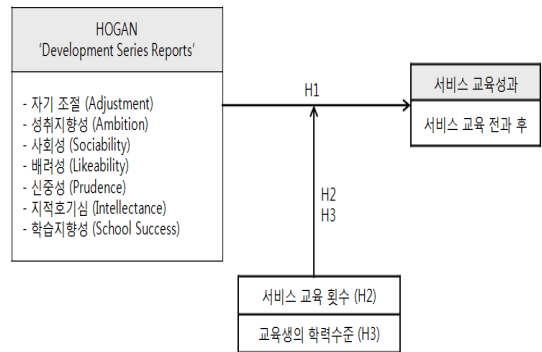 HOGAN
'Development Series Reports'
- 자기 조절 (Adjustment)
- 성취지향성 (Ambition)
- 사회성 (Sociability)
- 배려성 (Likeability)
- 신중성 (Prudence)
- 지적호기심 (Intellectance)
- 학습지향성 (School Success)
H1
서비스 교육성과
서비스 교육 전과 후
H2
H3
서비스 교육 횟수 (H2)
교육생의 학력수준 (H3)